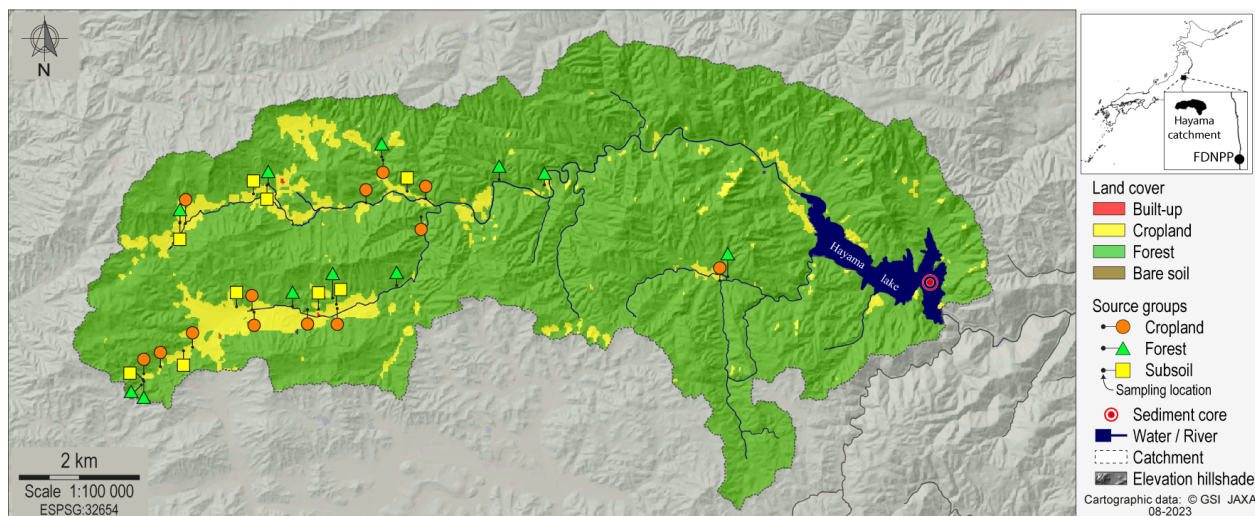 N
Hayama
lake
2 km
Scale 1:100 000
ESPSG:32654
Hayama
catchment
FDNPP
Land cover
Built-up
Cropland
Forest
Bare soil
Source groups
Cropland
Forest
Subsoil
Sampling location
Sediment core
Water / River
Catchment
Elevation hillshade
Cartographic data: © GSI JAXA
08-2023